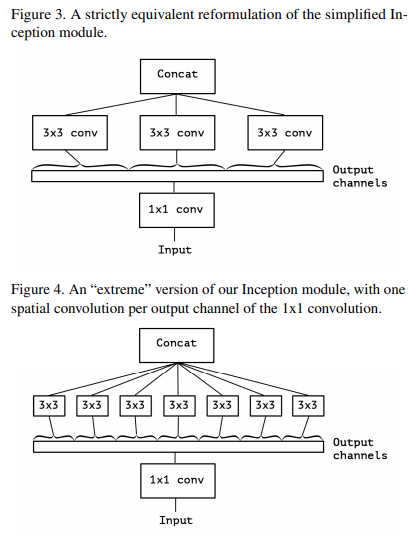 Figure 3. A strictly equivalent reformulation of the simplified In-
ception module.
Concat
3x3 conv 3x3 conv 3x3 conv
Output
channels
1x1 conv
Input
Figure 4. An “extreme” version of our Inception module, with one
spatial convolution per output channel of the 1x1 convolution.
Concat
3x3 3x3 3x3 3x3 3x3 3x3 3x3
Output
channels
1x1 conv
Input